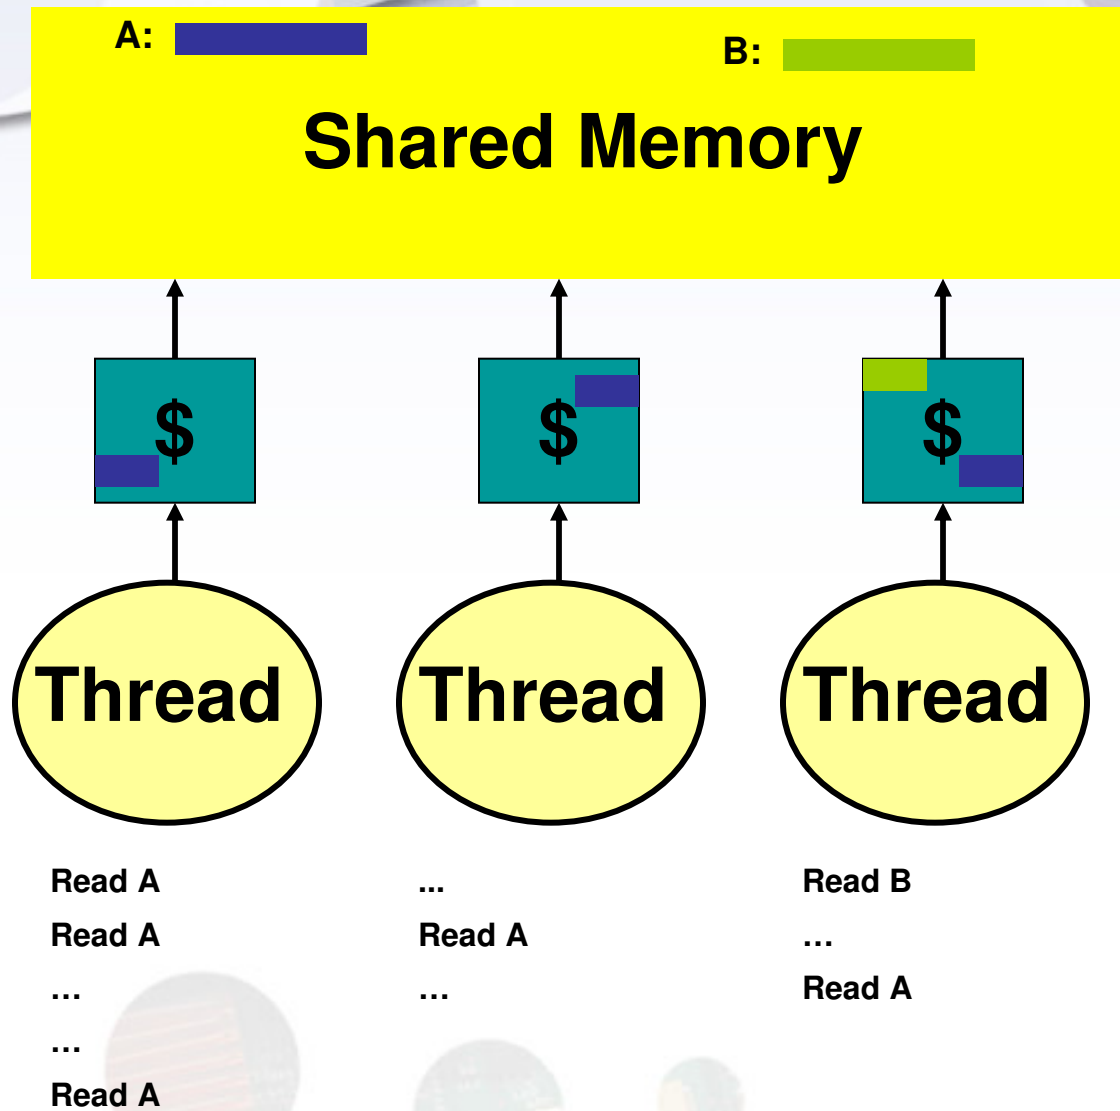 A:
B:
Shared Memory
$ $ $
Thread Thread Thread
Read A ... Read B
Read A Read A …
… … Read A
…
Read A